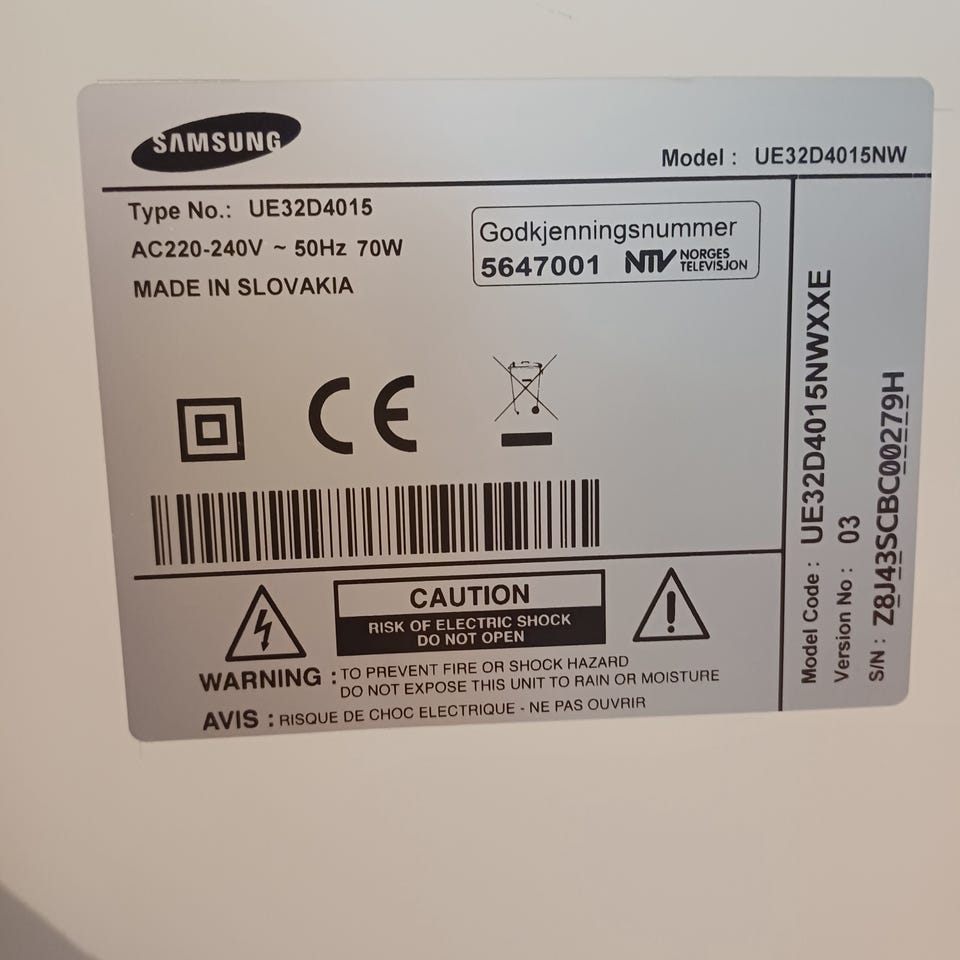 SAMSUNG
Model : UE32D4015NW
Type No.: UE32D4015
AC220-240V ~ 50Hz 70W
MADE IN SLOVAKIA
Godkjenningsnummer
5647001 NTV NORGES TELEVISJON
CE
CAUTION
RISK OF ELECTRIC SHOCK
DO NOT OPEN
WARNING : TO PREVENT FIRE OR SHOCK HAZARD
DO NOT EXPOSE THIS UNIT TO RAIN OR MOISTURE
AVIS : RISQUE DE CHOC ELECTRIQUE - NE PAS OUVRIR
Model Code : UE32D4015NWXXE
Version No : 03
S/N : Z8J43SCBC00279H